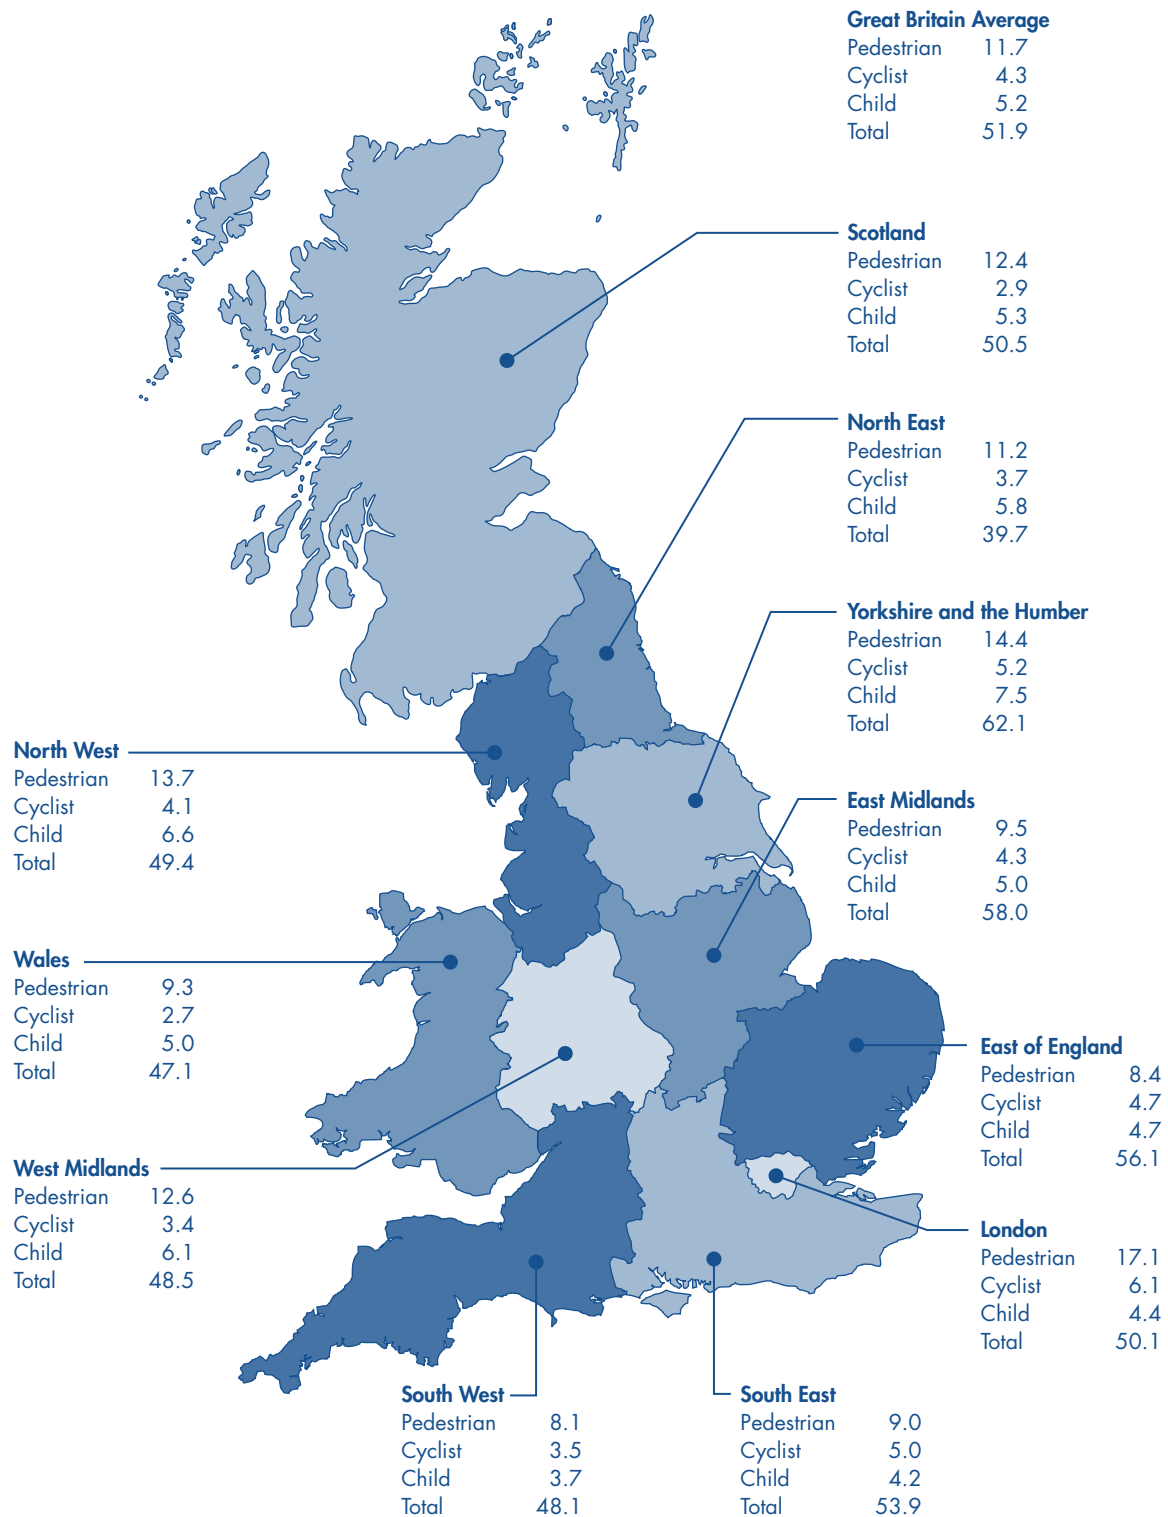 Great Britain Average
Pedestrian 11.7
Cyclist 4.3
Child 5.2
Total 51.9
Scotland
Pedestrian 12.4
Cyclist 2.9
Child 5.3
Total 50.5
North East
Pedestrian 11.2
Cyclist 3.7
Child 5.8
Total 39.7
Yorkshire and the Humber
Pedestrian 14.4
Cyclist 5.2
Child 7.5
Total 62.1
North West
Pedestrian 13.7
Cyclist 4.1
Child 6.6
Total 49.4
East Midlands
Pedestrian 9.5
Cyclist 4.3
Child 5.0
Total 58.0
Wales
Pedestrian 9.3
Cyclist 2.7
Child 5.0
Total 47.1
East of England
Pedestrian 8.4
Cyclist 4.7
Child 4.7
Total 56.1
West Midlands
Pedestrian 12.6
Cyclist 3.4
Child 6.1
Total 48.5
London
Pedestrian 17.1
Cyclist 6.1
Child 4.4
Total 50.1
South West
Pedestrian 8.1
Cyclist 3.5
Child 3.7
Total 48.1
South East
Pedestrian 9.0
Cyclist 5.0
Child 4.2
Total 53.9